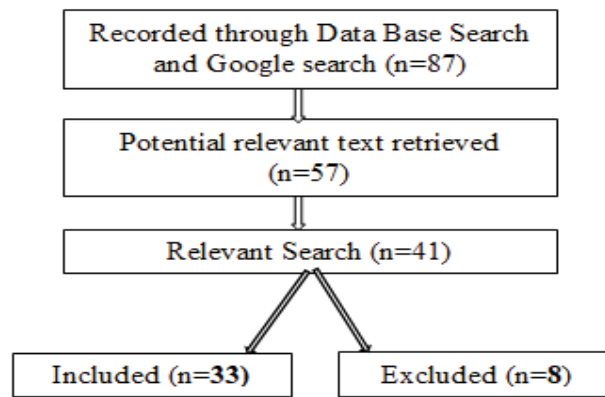 Recorded through Data Base Search
and Google search (n=87)
Potential relevant text retrieved
(n=57)
Relevant Search (n=41)
Included (n=33)
Excluded (n=8)